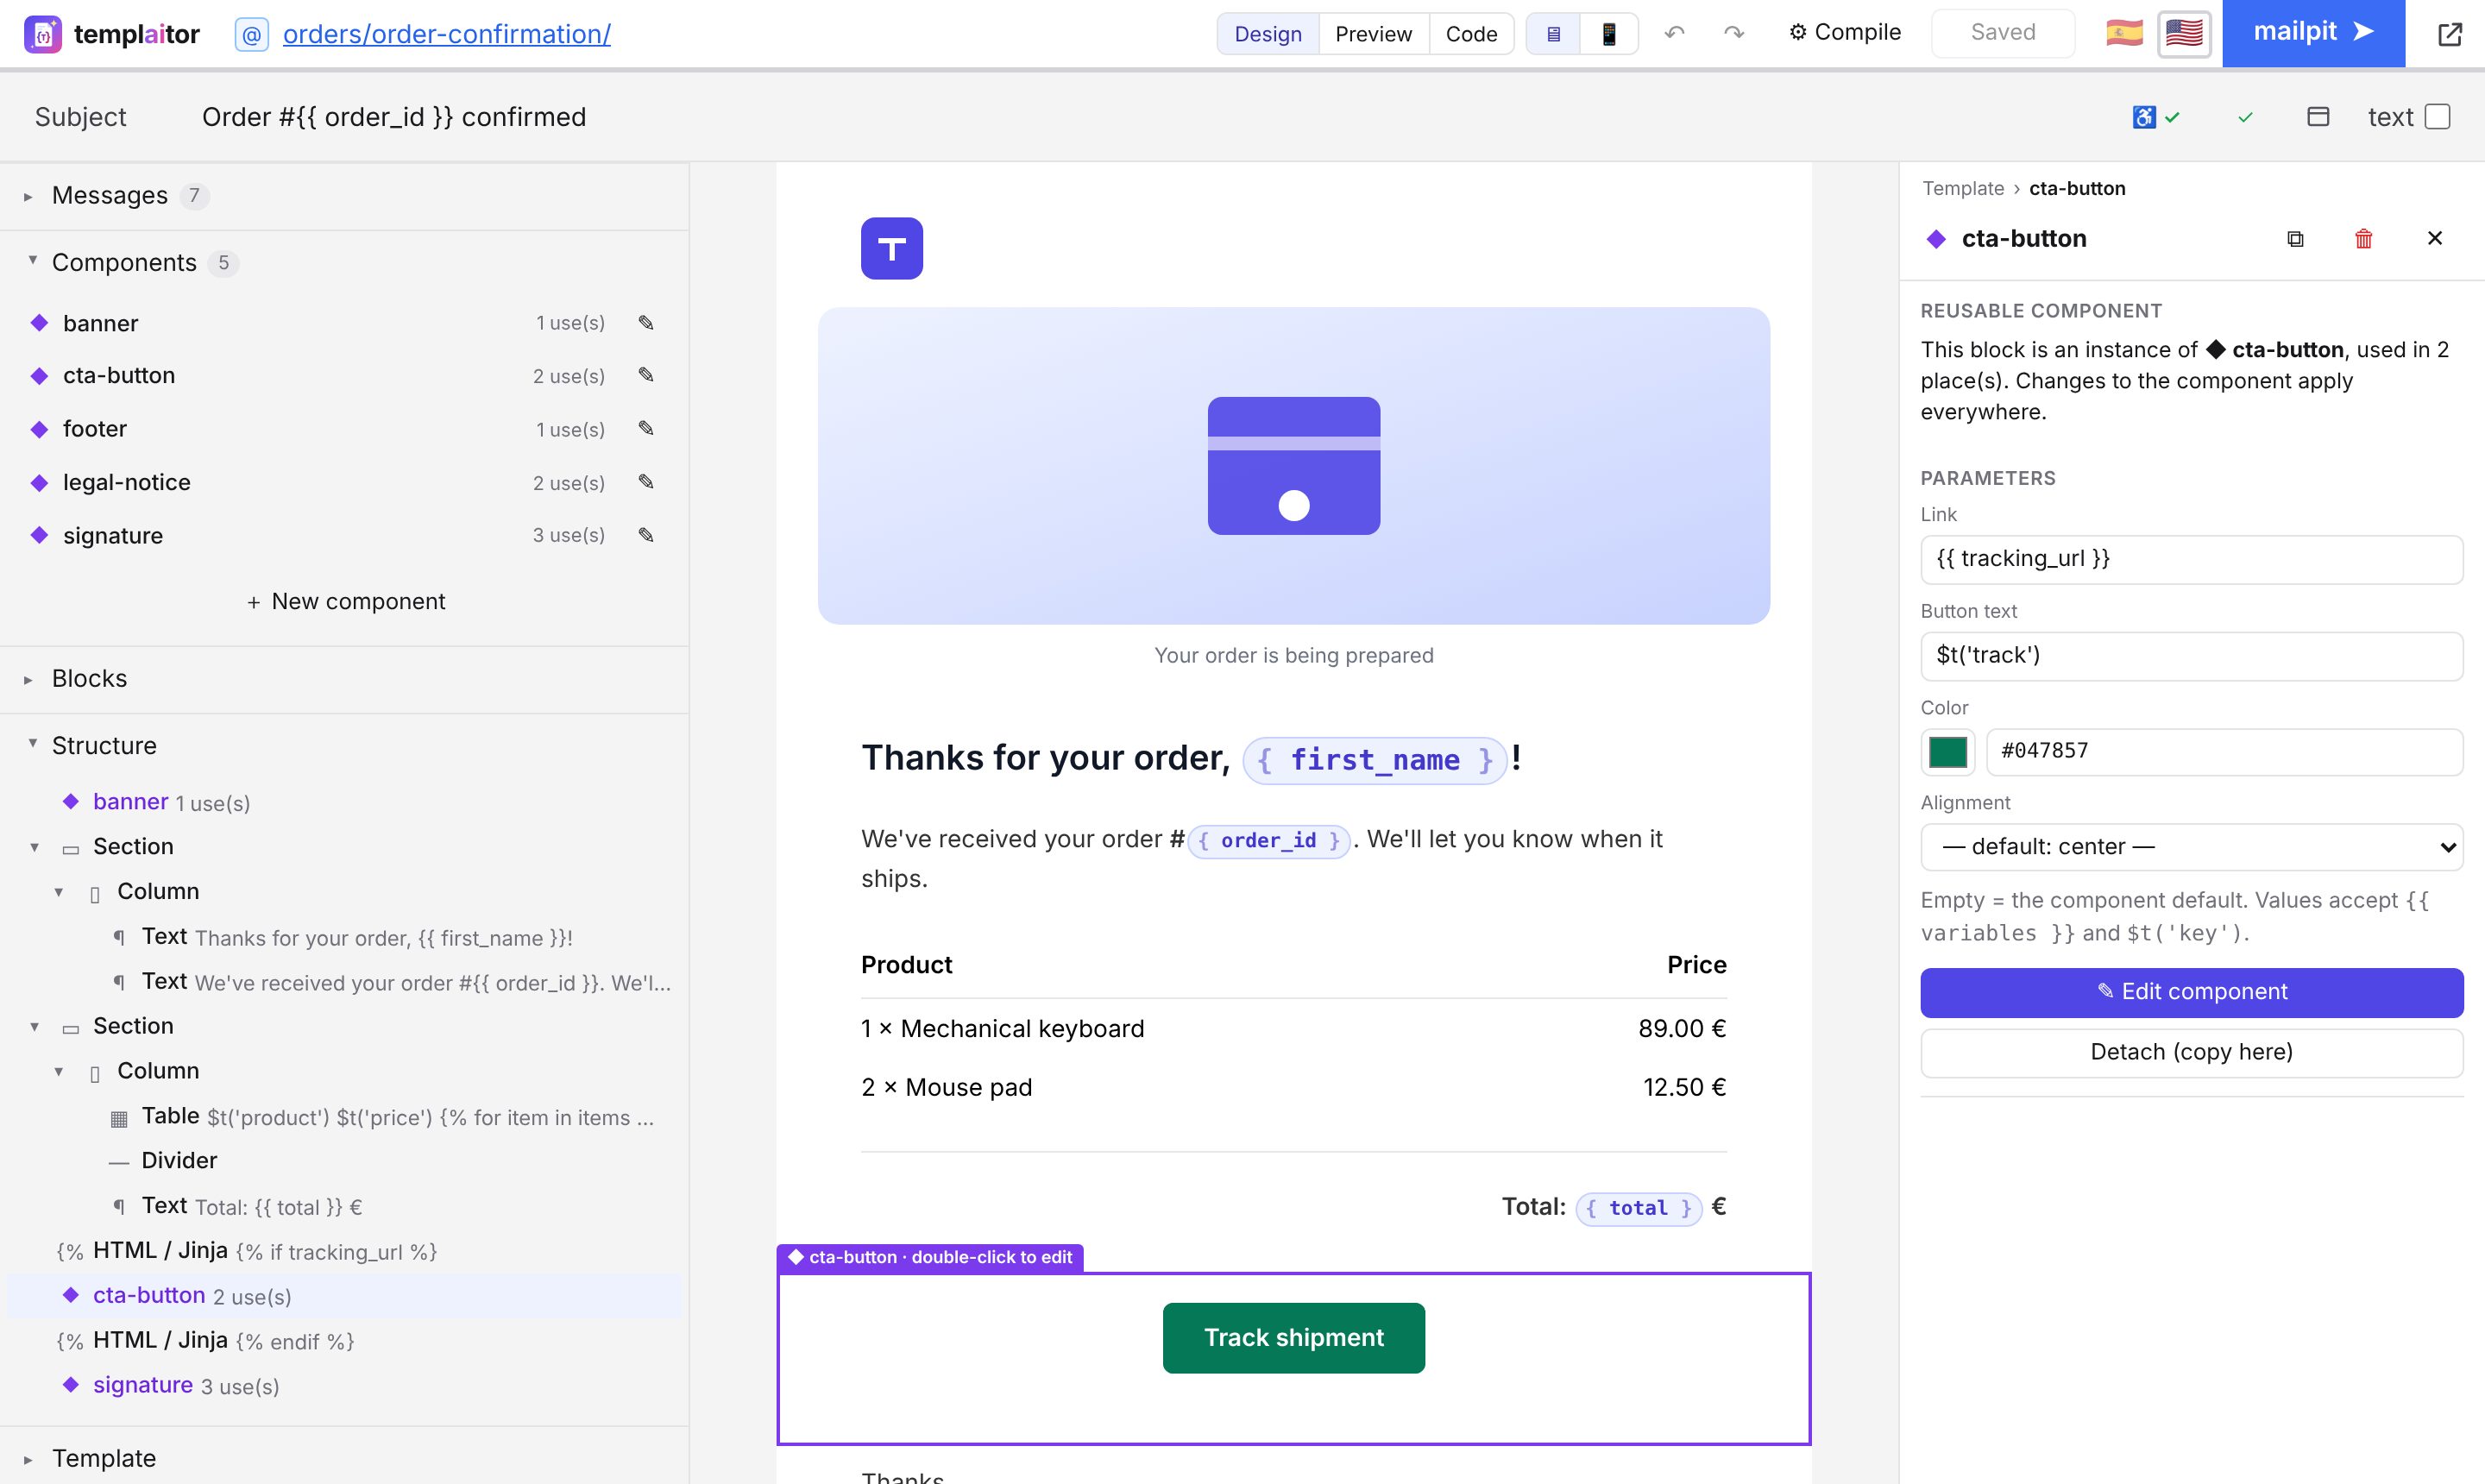 templaitor @ orders/order-confirmation/ Design Preview Code Compile Saved mailpit
Subject Order #{{ order_id }} confirmed text
Messages 7
Components 5
banner 1 use(s)
cta-button 2 use(s)
footer 1 use(s)
legal-notice 2 use(s)
signature 3 use(s)
+ New component
Blocks
Structure
banner 1 use(s)
Section
Column
Text Thanks for your order, {{ first_name }}!
Text We've received your order #{{ order_id }}. We'l...
Section
Column
Table $t('product') $t('price') {% for item in items ...
Divider
Text Total: {{ total }} €
{% HTML / Jinja {% if tracking_url %}
cta-button 2 use(s)
{% HTML / Jinja {% endif %}
signature 3 use(s)
Template
T
Your order is being prepared
Thanks for your order, { first_name }!
We've received your order #{ order_id }. We'll let you know when it
ships.
Product Price
1 × Mechanical keyboard 89.00 €
2 × Mouse pad 12.50 €
Total: { total } €
cta-button · double-click to edit
Track shipment
Thanks
Template › cta-button
cta-button
REUSABLE COMPONENT
This block is an instance of ◆ cta-button, used in 2
place(s). Changes to the component apply
everywhere.
PARAMETERS
Link
{{ tracking_url }}
Button text
$t('track')
Color
#047857
Alignment
— default: center —
Empty = the component default. Values accept {{
variables }} and $t('key').
✎ Edit component
Detach (copy here)